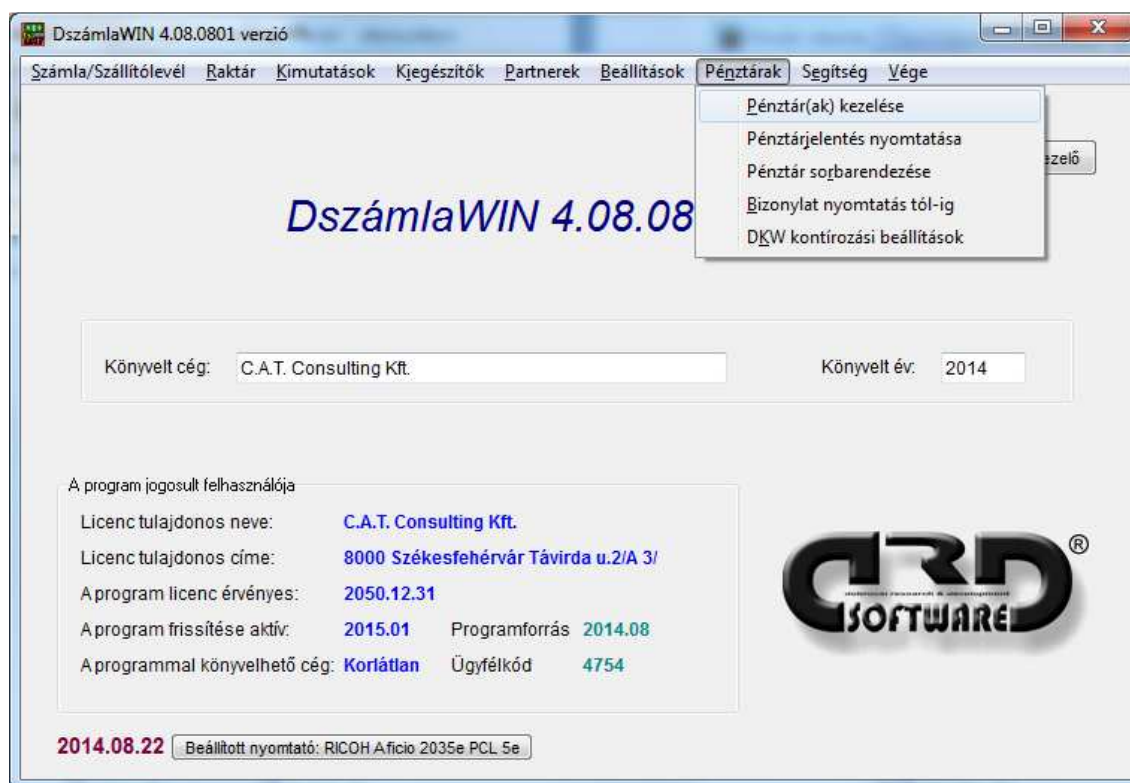 DszámlaWIN 4.08.0801 verzió
Számla/Szállítólevél Raktár Kimutatások Kiegészítők Partnerek Beállítások Pénztárak Segítség Vége
Pénztár(ak) kezelése
Pénztárjelentés nyomtatása
Pénztár sorbarendezése
Bizonylat nyomtatás tól-ig
DKW kontírozási beállítások
DszámlaWIN 4.08.08
Könyvelt cég: C.A.T. Consulting Kft. Könyvelt év: 2014
A program jogosult felhasználója
Licenc tulajdonos neve: C.A.T. Consulting Kft.
Licenc tulajdonos címe: 8000 Székesfehérvár Távirda u.2/A 3/
A program licenc érvényes: 2050.12.31
A program frissítése aktív: 2015.01 Programforrás 2014.08
A programmal könyvelhető cég: Korlátlan Ügyfélkód 4754
DRD ®
SOFTWARE
2014.08.22 Beállított nyomtató: RICOH Aficio 2035e PCL 5e